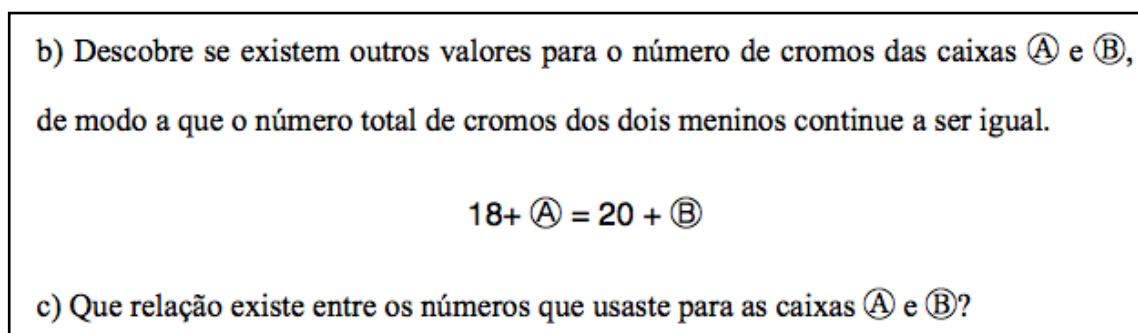 b) Descobre se existem outros valores para o número de cromos das caixas Ⓐ e Ⓑ,
de modo a que o número total de cromos dos dois meninos continue a ser igual.
18+ Ⓐ = 20 + Ⓑ
c) Que relação existe entre os números que usaste para as caixas Ⓐ e Ⓑ?